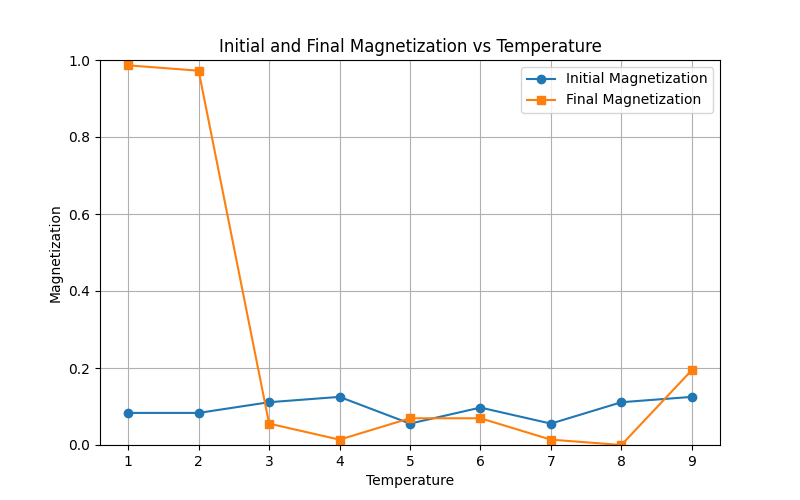 Initial and Final Magnetization vs Temperature
1.0
0.8
0.6
0.4
0.2
0.0
Magnetization
Initial Magnetization
Final Magnetization
1 2 3 4 5 6 7 8 9
Temperature